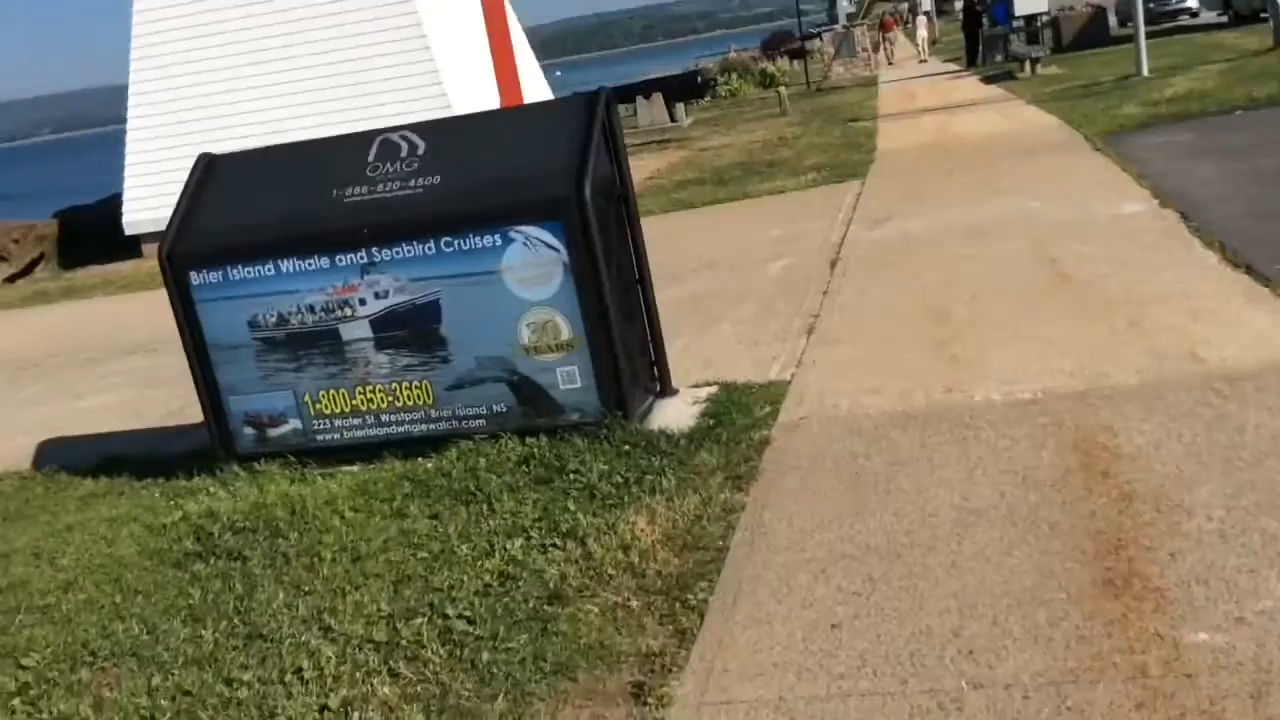 OMG
1-866-620-4500
Brier Island Whale and Seabird Cruises
30
YEARS
1-800-656-3660
223 Water St. Westport, Brier Island, NS
www.brierislandwhalewatch.com